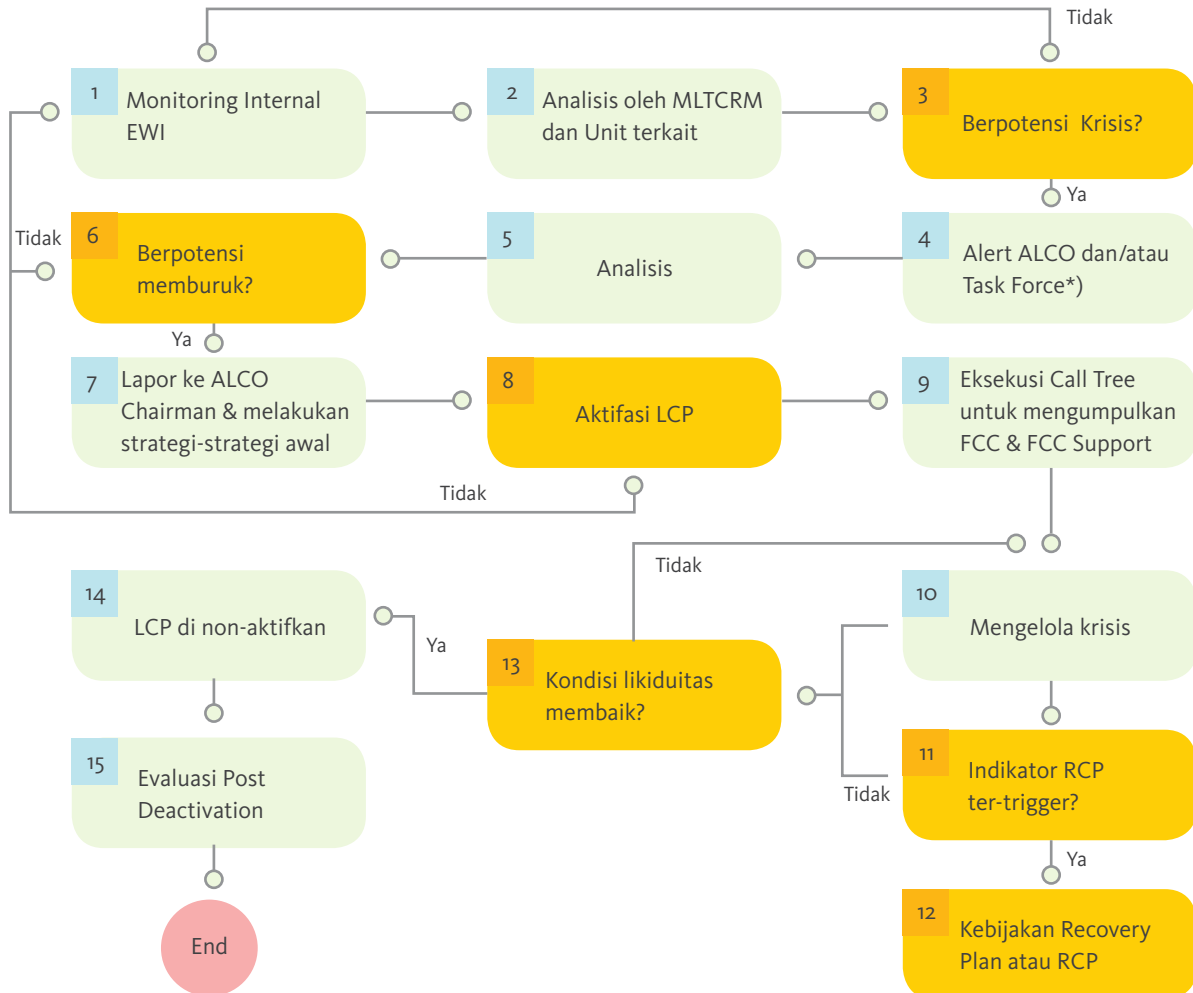 Tidak
1
Monitoring Internal
EWI
2
Analisis oleh MLTCRM
dan Unit terkait
3
Berpotensi Krisis?
Ya
4
Alert ALCO dan/atau
Task Force*)
5
Analisis
6
Berpotensi
memburuk?
Tidak
Ya
7
Lapor ke ALCO
Chairman & melakukan
strategi-strategi awal
8
Aktifasi LCP
9
Eksekusi Call Tree
untuk mengumpulkan
FCC & FCC Support
Tidak
Tidak
10
Mengelola krisis
11
Indikator RCP
ter-trigger?
Tidak
Ya
12
Kebijakan Recovery
Plan atau RCP
13
Kondisi likiduitas
membaik?
Ya
14
LCP di non-aktifkan
15
Evaluasi Post
Deactivation
End